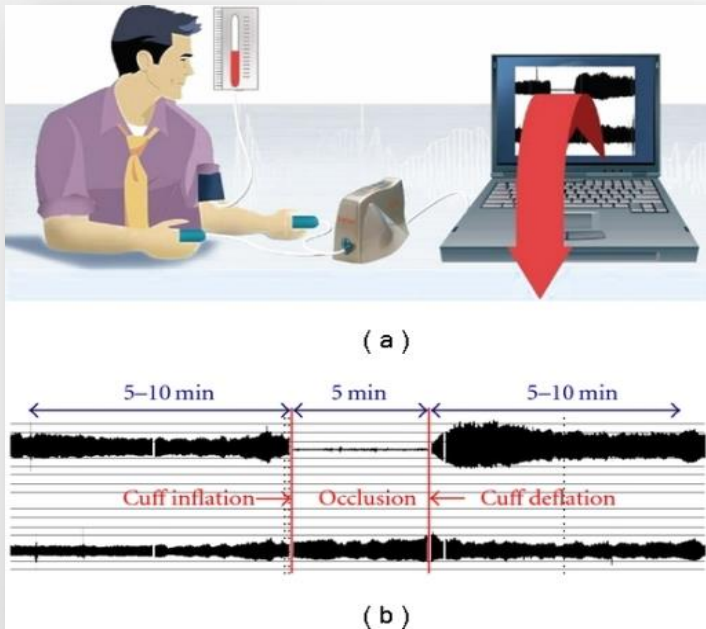 (a)
5–10 min 5 min 5–10 min
Cuff inflation Occlusion Cuff deflation
(b)